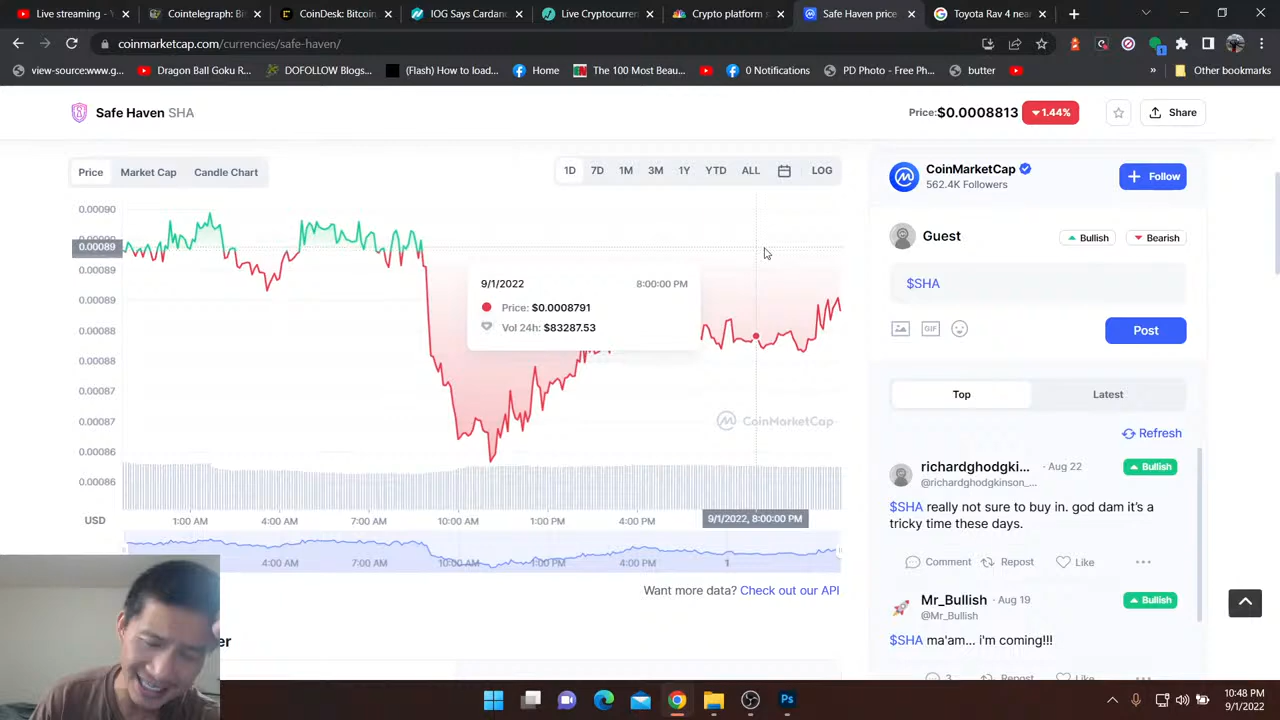 Live streaming - Y
Cointelegraph: Bi
CoinDesk: Bitcoin
IOG Says Cardan
Live Cryptocurren
Crypto platform s
Safe Haven price
Toyota Rav 4 nea
coinmarketcap.com/currencies/safe-haven/
view-source:www.g...
Dragon Ball Goku R...
DOFOLLOW Blogs...
(Flash) How to Inst...
Home
The 100 Most Beau...
0 Notifications
PD Photo - Free Ph...
butter
»
Other bookmarks
Safe Haven SHA
Price:$0.0008813
1.44%
Share
Price
Market Cap
Candle Chart
1D
7D
1M
3M
1Y
YTD
ALL
LOG
0.00090
0.00089
0.00089
0.00089
0.00088
0.00088
0.00087
0.00087
0.00086
0.00086
9/1/2022
8:00:00 PM
Price: $0.0008791
Vol 24h: $83287.53
CoinMarketCap
USD
1:00 AM
4:00 AM
7:00 AM
10:00 AM
1:00 PM
4:00 PM
9/1/2022, 8:00:00 PM
4:00 AM
7:00 AM
10:00 AM
1:00 PM
4:00 PM
1
Want more data? Check out our API
er
CoinMarketCap
562.4K Followers
Follow
Guest
Bullish
Bearish
$SHA
GIF
Post
Top
Latest
Refresh
richardghodgki...
· Aug 22
Bullish
@richardghodgkinson_...
$SHA really not sure to buy in. god dam it's a
tricky time these days.
Comment
Repost
Like
Mr_Bullish
· Aug 19
Bullish
@Mr_Bullish
$SHA ma'am... i'm coming!!!
3
Repost
Like
Ps
10:48 PM
9/1/2022